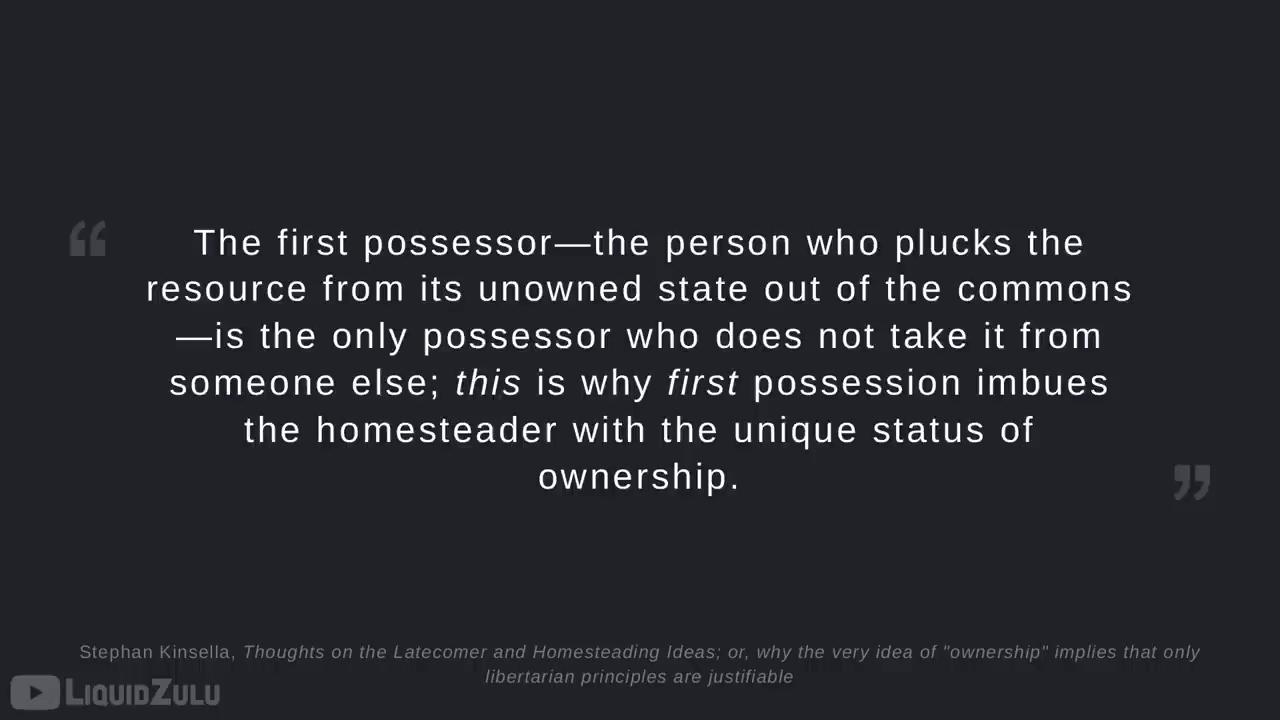 “
The first possessor—the person who plucks the
resource from its unowned state out of the commons
—is the only possessor who does not take it from
someone else; this is why first possession imbues
the homesteader with the unique status of
ownership.
”
Stephan Kinsella, Thoughts on the Latecomer and Homesteading Ideas; or, why the very idea of "ownership" implies that only
libertarian principles are justifiable
LIQUIDZULU